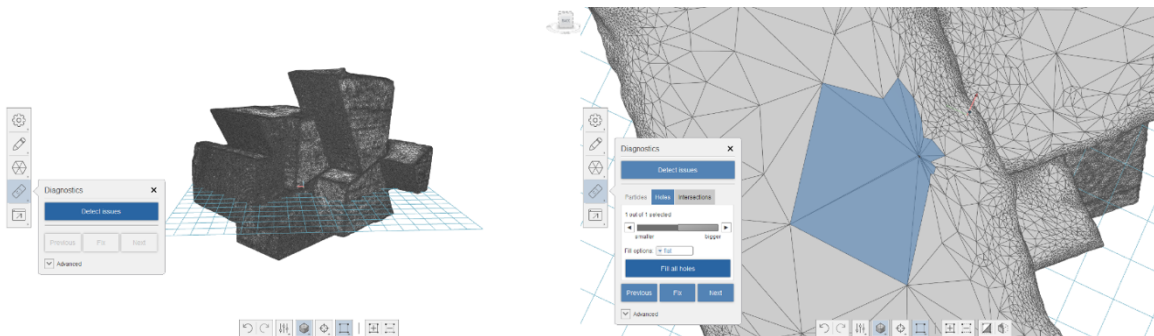 Diagnostics
Detect issues
Previous Fix Next
Advanced
Diagnostics
Detect issues
Particles Holes Intersections
1 out of 1 selected
smaller bigger
Fill options: Flat
Fill all holes
Previous Fix Next
Advanced